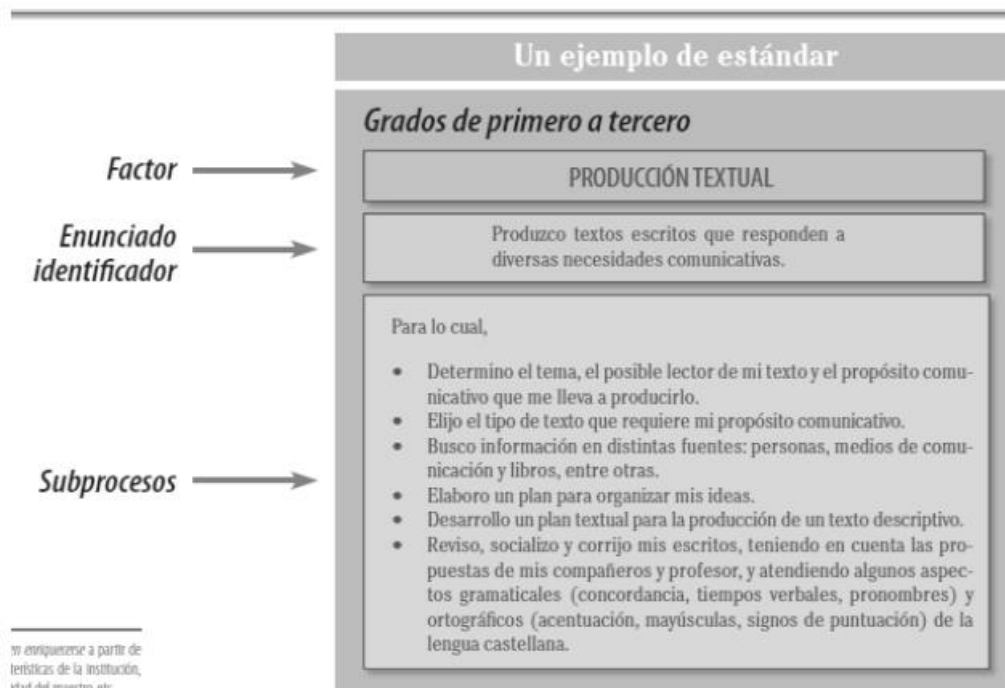 Un ejemplo de estándar
Grados de primero a tercero
Factor
PRODUCCIÓN TEXTUAL
Enunciado
identificador
Produzco textos escritos que responden a
diversas necesidades comunicativas.
Para lo cual,
• Determino el tema, el posible lector de mi texto y el propósito comu-
nicativo que me lleva a producirlo.
• Elijo el tipo de texto que requiere mi propósito comunicativo.
• Busco información en distintas fuentes: personas, medios de comu-
nicación y libros, entre otras.
Subprocesos
• Elaboro un plan para organizar mis ideas.
• Desarrollo un plan textual para la producción de un texto descriptivo.
• Reviso, socializo y corrijo mis escritos, teniendo en cuenta las pro-
puestas de mis compañeros y profesor, y atendiendo algunos aspec-
tos gramaticales (concordancia, tiempos verbales, pronombres) y
ortográficos (acentuación, mayúsculas, signos de puntuación) de la
lengua castellana.
enriquecerse a partir de
de la institución,
del maestro, etc.